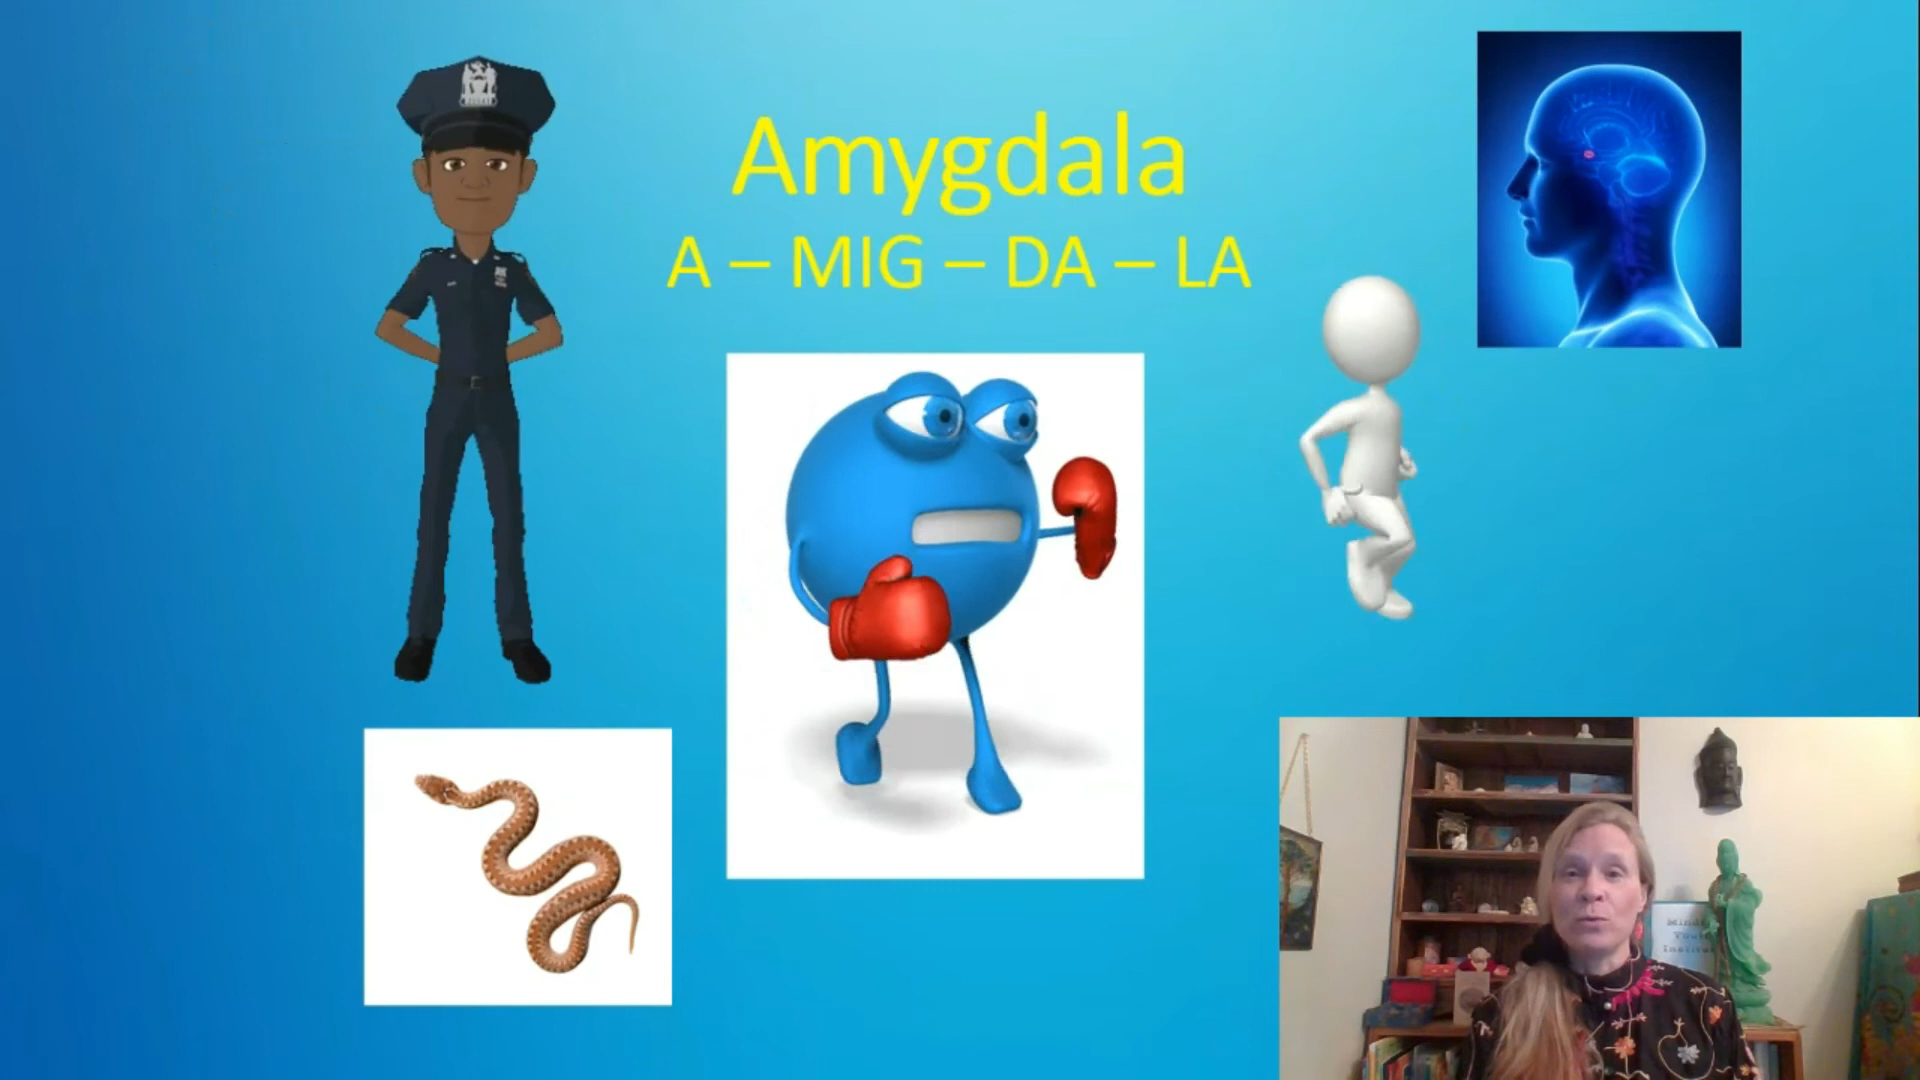 Amygdala
A – MIG – DA – LA